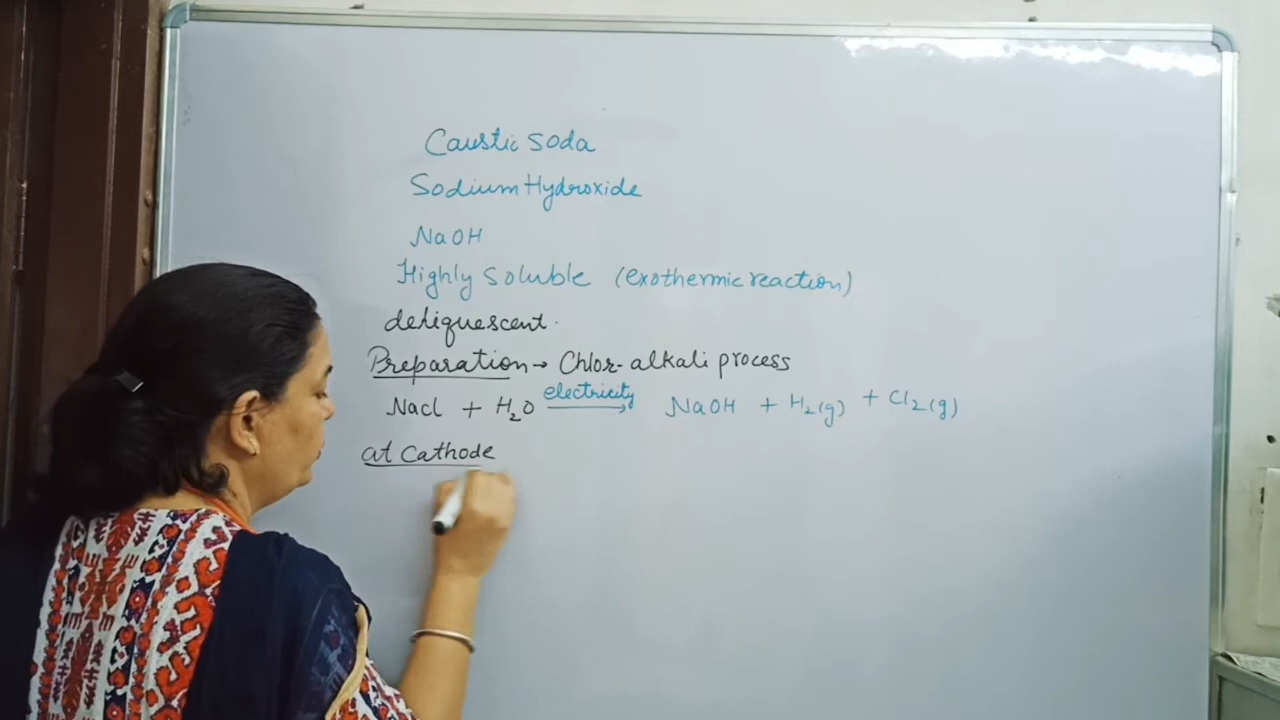 Caustic Soda
Sodium Hydroxide
NaOH
Highly Soluble (exothermic reaction)
deliquescent.
Preparation → Chlor-alkali process
Nacl + H₂O electricity → NaOH + H₂(g) + Cl₂(g)
at Cathode